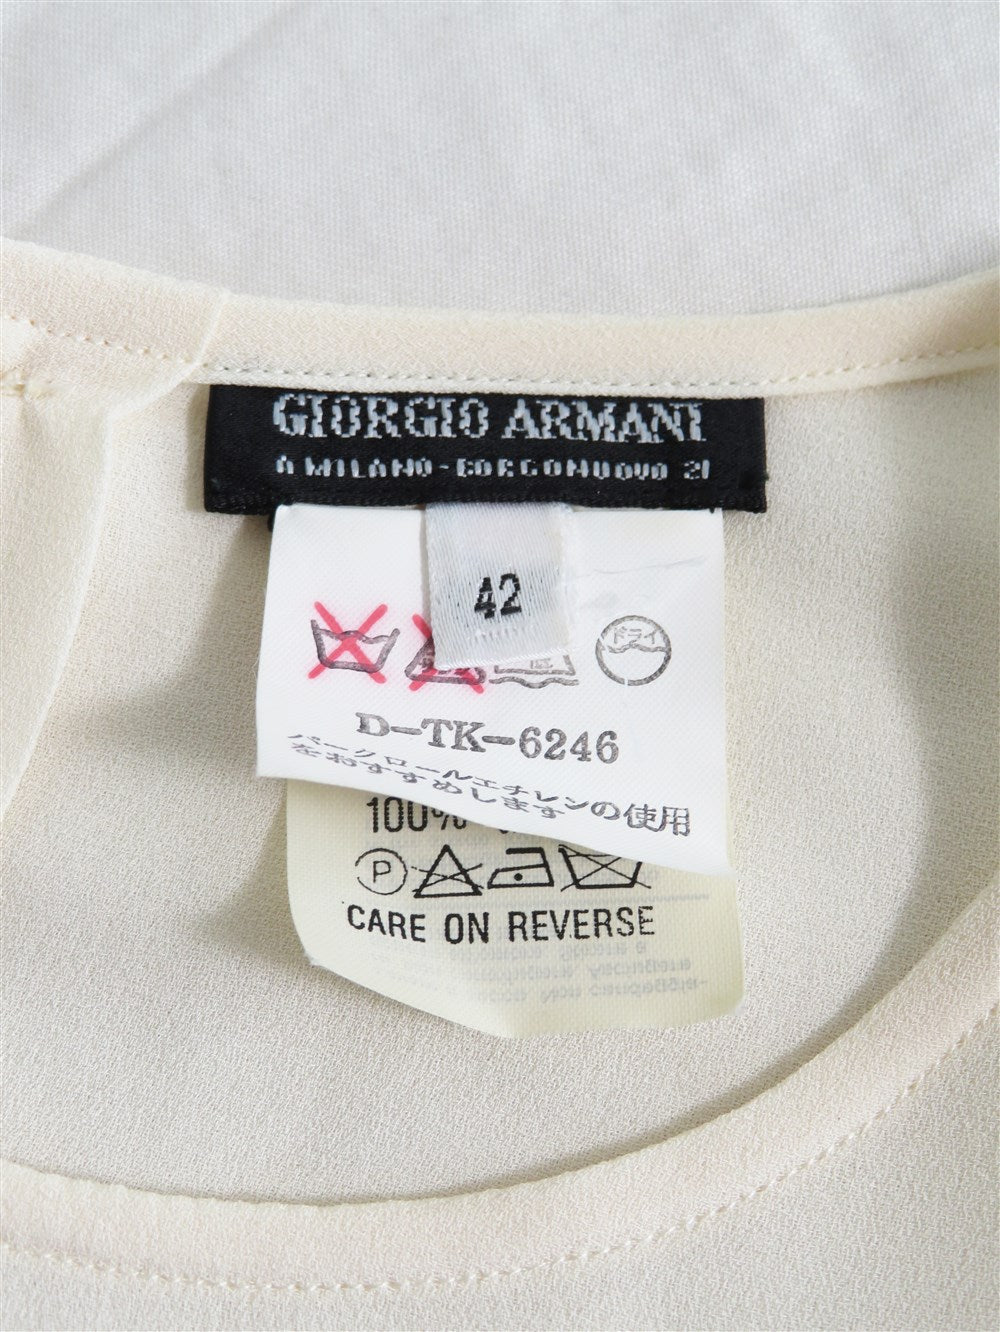 GIORGIO ARMANI
A MILANO-BORGONUOVO 21
42
ドライ
D-TK-6246
パークロールエチレンの使用
をおすすめします
100%
P
CARE ON REVERSE